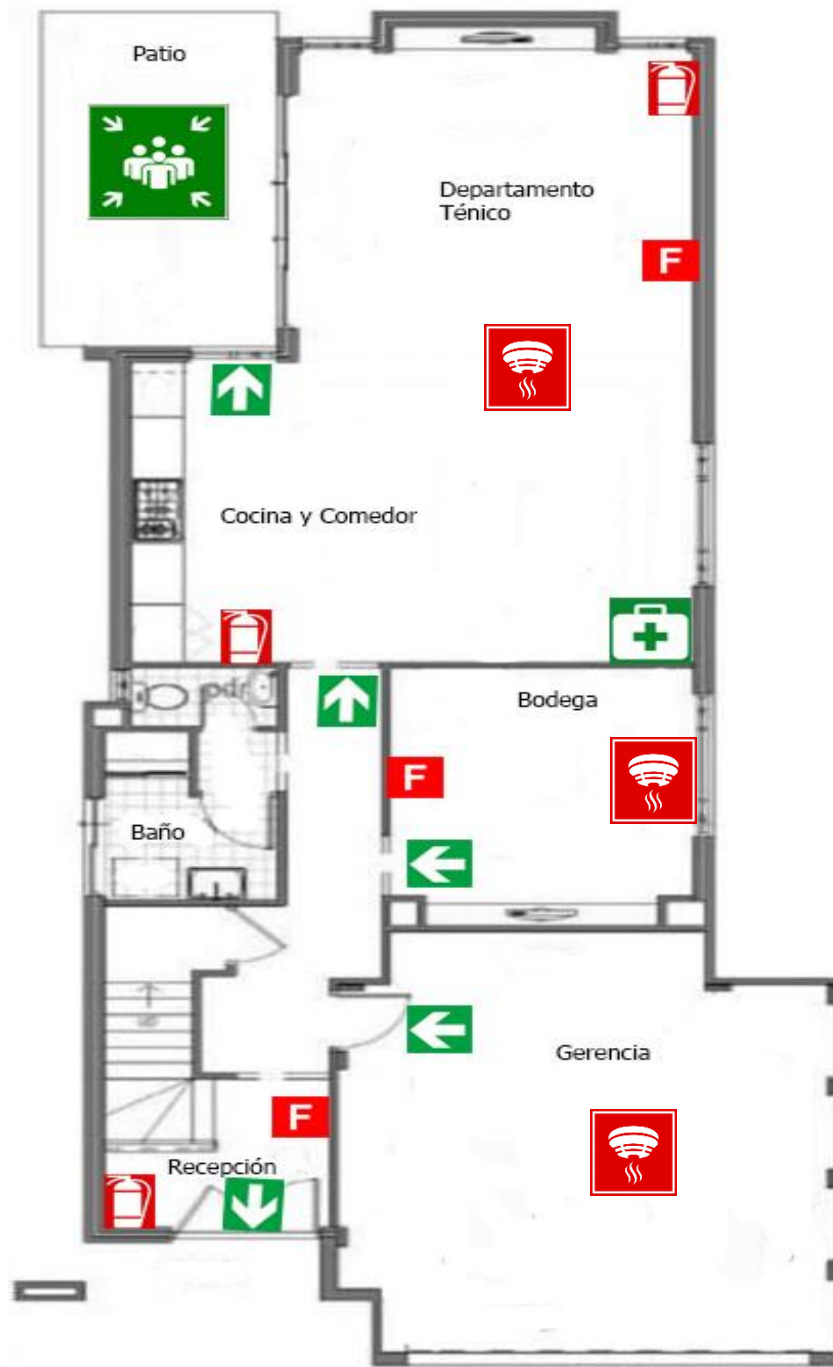 Patio
Departamento
Ténico
F
Cocina y Comedor
Bodega
F
Baño
Gerencia
F
Recepción